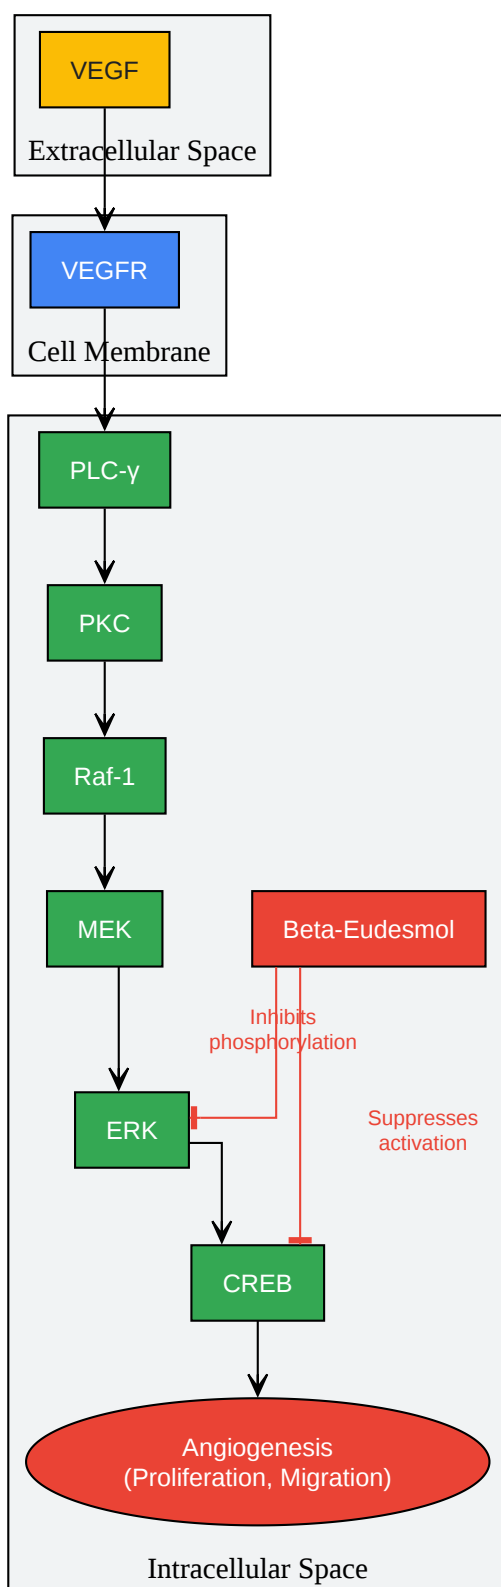 VEGF
Extracellular Space
VEGFR
Cell Membrane
PLC-γ
PKC
Raf-1
MEK
Beta-Eudesmol
Inhibits
phosphorylation
ERK
Suppresses
activation
CREB
Angiogenesis
(Proliferation, Migration)
Intracellular Space